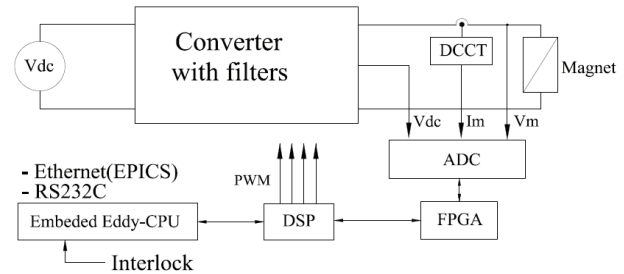 Converter
with filters
Vdc
DCCT
Magnet
Vdc
Im
Vm
ADC
- Ethernet(EPICS)
- RS232C
PWM
Embeded Eddy-CPU
DSP
FPGA
Interlock